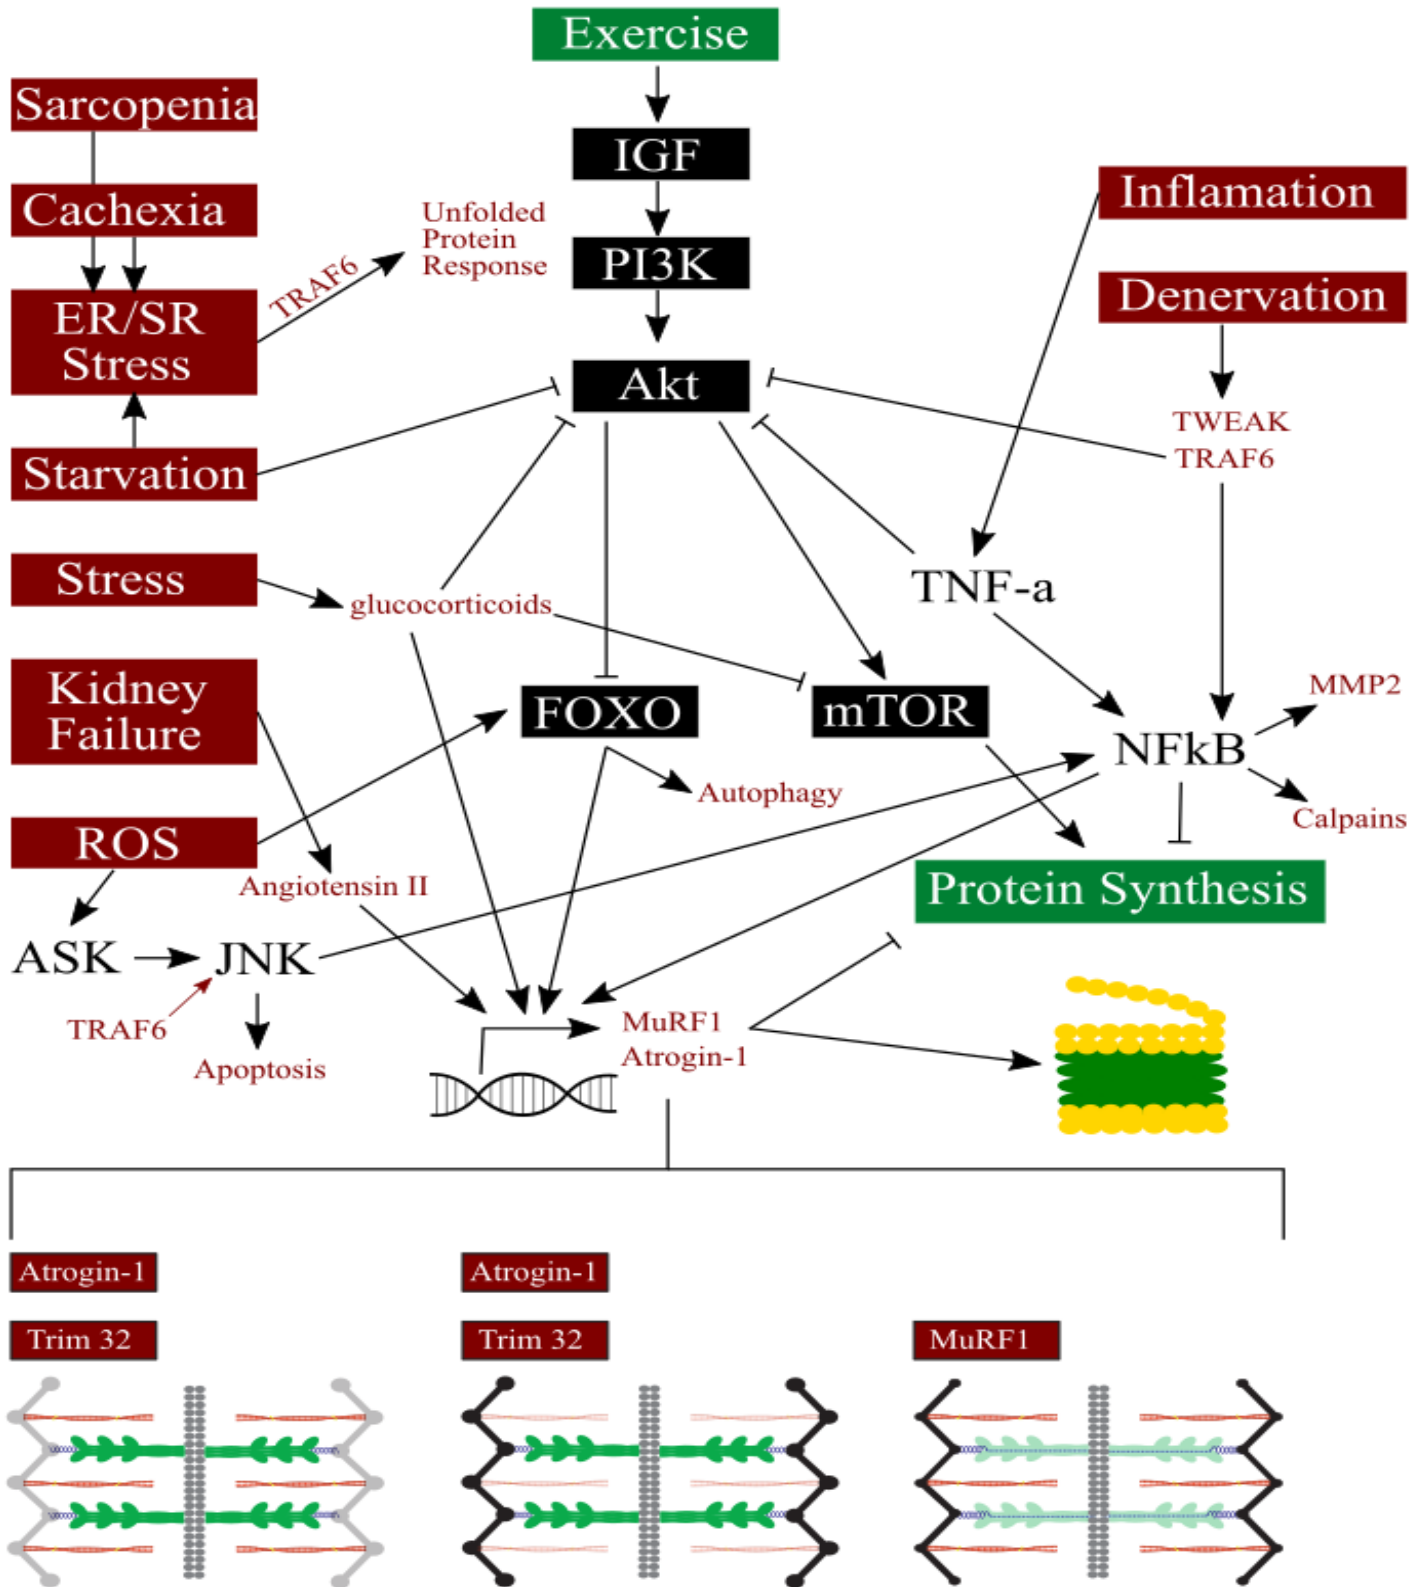 Exercise
Sarcopenia
IGF
Inflamation
Cachexia
Unfolded
Protein
Response
PI3K
TRAF6
Denervation
ER/SR
Stress
Akt
TWEAK
TRAF6
Starvation
Stress
glucocorticoids
TNF-a
Kidney
Failure
FOXO
mTOR
MMP2
NFkB
Autophagy
Calpains
ROS
Angiotensin II
Protein Synthesis
ASK
JNK
TRAF6
MuRF1
Atrogin-1
Apoptosis
Atrogin-1
Atrogin-1
Trim 32
Trim 32
MuRF1